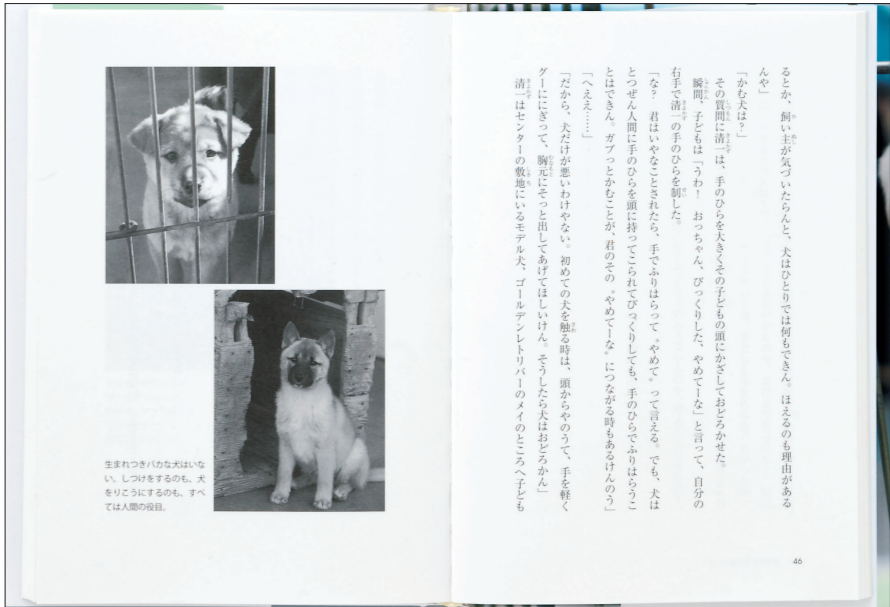 るとか、飼い主が気づいたらんと、犬はひとりでは何もできん。ほえるのも理由がある
んや」
「かむ犬は？」
その質問に清一は、手のひらを大きくその子どもの頭にかざしておどろかせた。
瞬間、子どもは「うわ！　おっちゃん、びっくりした、やめてーな」と言って、自分の
右手で清一の手のひらを制した。
「な？　君はいやなことされたら、手でふりはらって〝やめて〟って言える。でも、犬は
とつぜん人間に手のひらを頭に持ってこられてびっくりしても、手のひらでふりはらうこ
とはできん。ガブっとかむことが、君のその〝やめてーな〟につながる時もあるけんのう」
「へええ……」
「だから、犬だけが悪いわけやない。初めての犬を触る時は、頭からやのうて、手を軽く
グーににぎって、胸元にそっと出してあげてほしいけん。そうしたら犬はおどろかん」
清一はセンターの敷地にいるモデル犬、ゴールデンレトリバーのメイのところへ子ども
46
生まれつきバカな犬はいな
い。しつけをするのも、犬
をりこうにするのも、すべ
ては人間の役目。